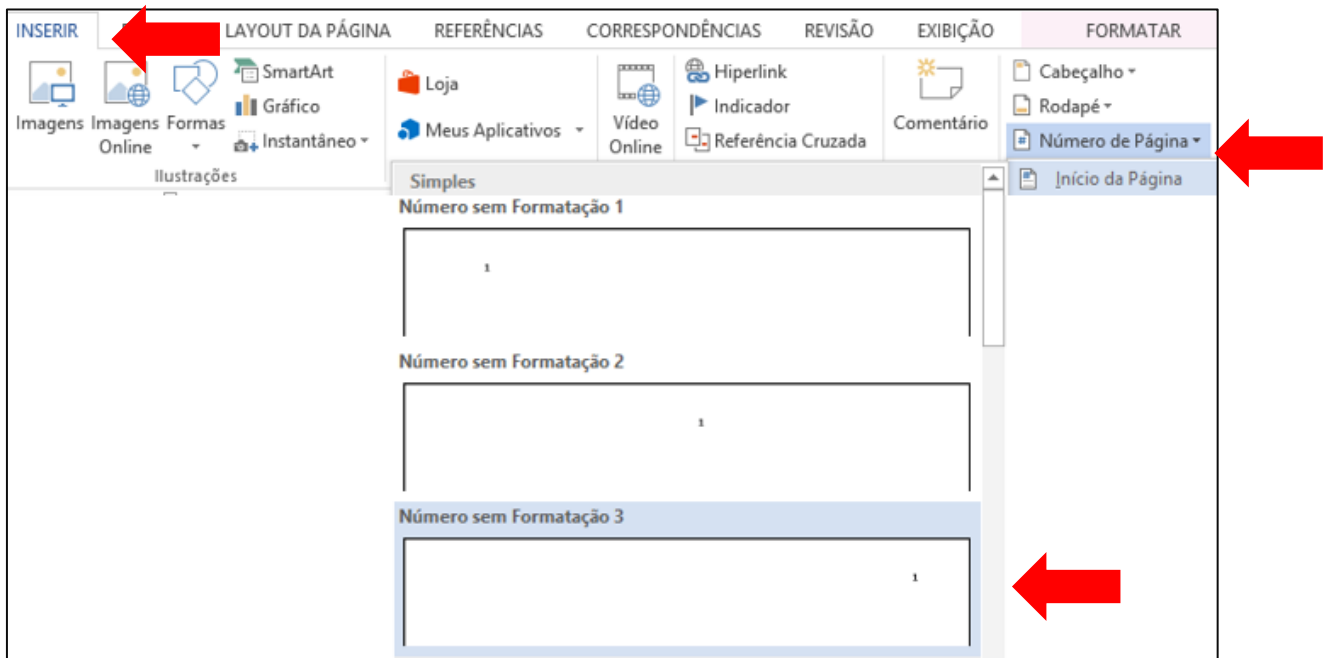 INSERIR LAYOUT DA PÁGINA REFERÊNCIAS CORRESPONDÊNCIAS REVISÃO EXIBIÇÃO FORMATAR
Imagens
Imagens
Online
Formas
SmartArt
Gráfico
Instantâneo
Ilustrações
Loja
Meus Aplicativos
Vídeo
Online
Hiperlink
Indicador
Referência Cruzada
Comentário
Cabeçalho
Rodapé
Número de Página
Início da Página
Simples
Número sem Formatação 1
1
Número sem Formatação 2
1
Número sem Formatação 3
1